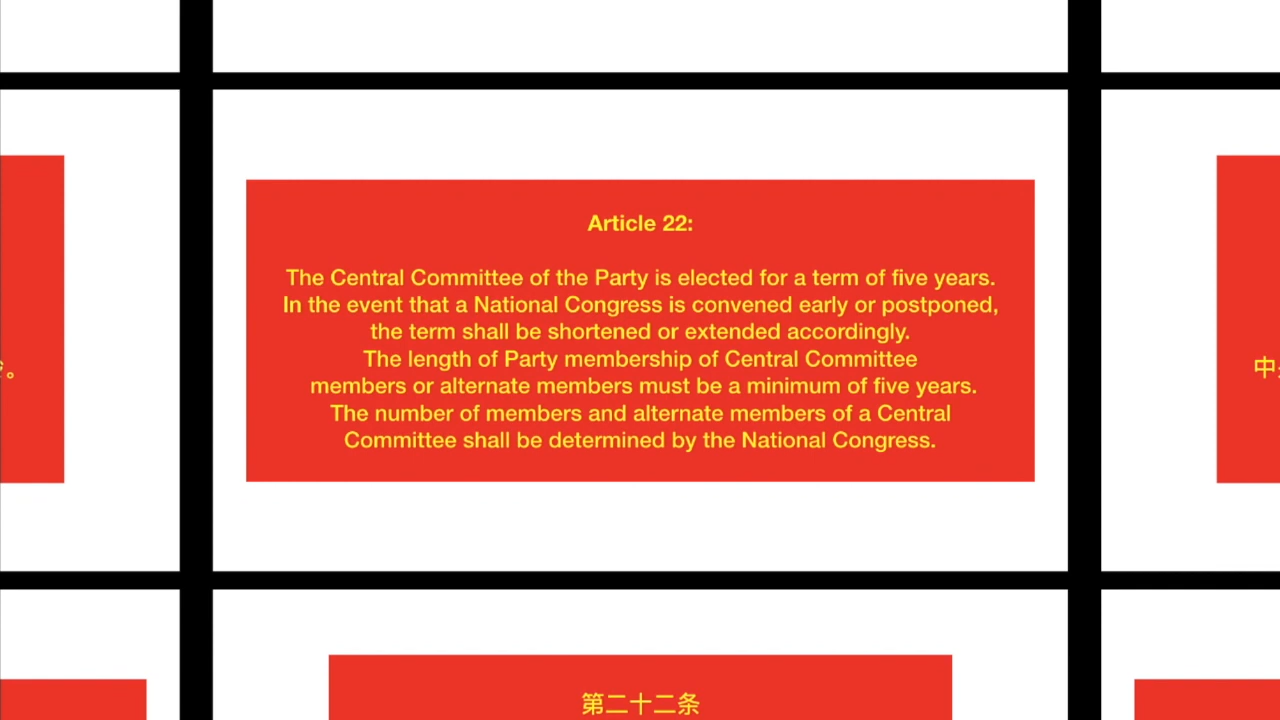 Article 22:
The Central Committee of the Party is elected for a term of five years.
In the event that a National Congress is convened early or postponed,
the term shall be shortened or extended accordingly.
The length of Party membership of Central Committee
members or alternate members must be a minimum of five years.
The number of members and alternate members of a Central
Committee shall be determined by the National Congress.
中
第二十二条